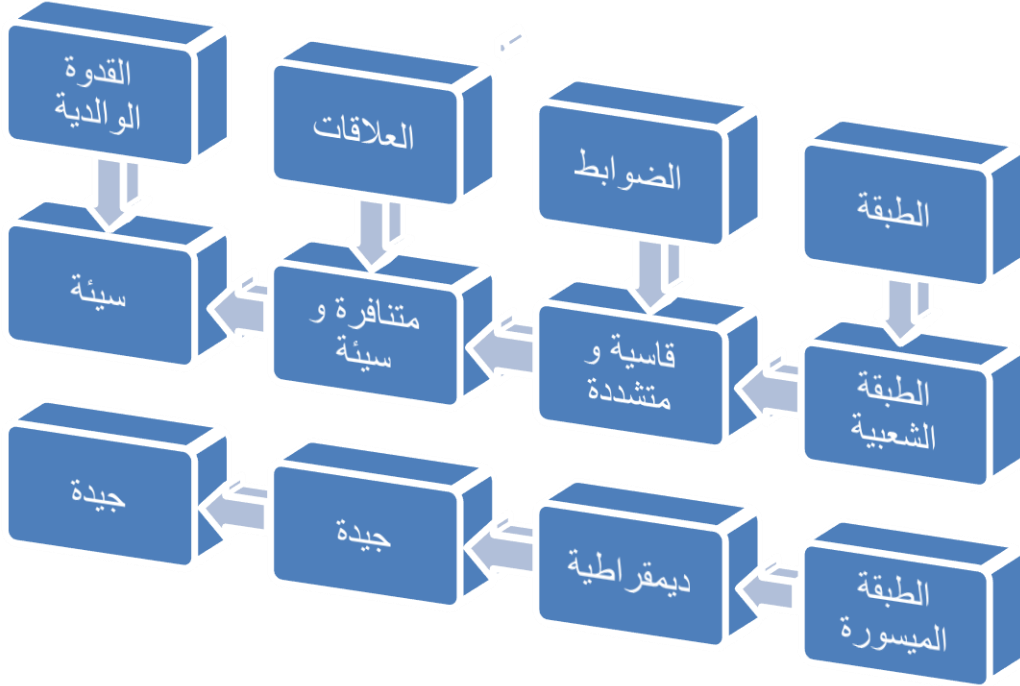 الطبقة
الضوابط
العلاقات
القدوة
الوالدية
الطبقة
الشعبية
قاسية و
متشددة
متنافرة و
سيئة
سيئة
الطبقة
الميسورة
ديمقراطية
جيدة
جيدة